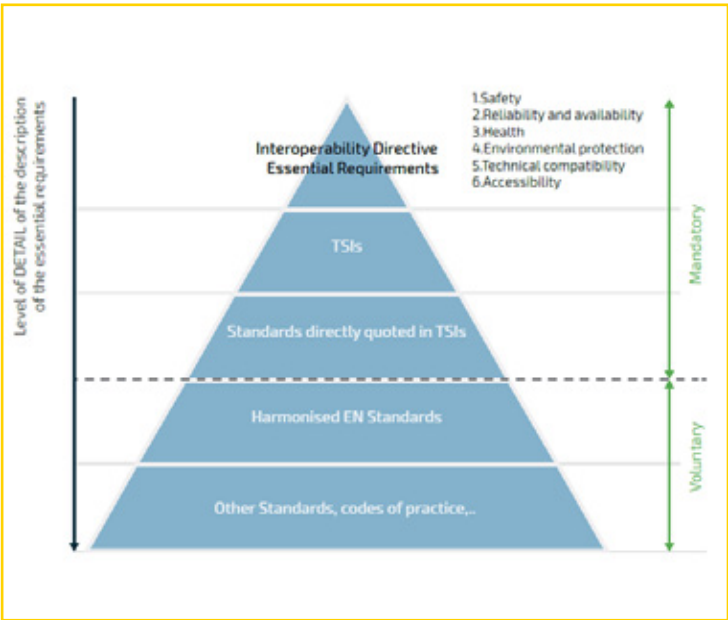 Level of DETAIL of the description
of the essential requirements
Interoperability Directive
Essential Requirements
1.Safety
2.Reliability and availability
3.Health
4.Environmental protection
5.Technical compatibility
6.Accessibility
TSIs
Standards directly quoted in TSIs
Mandatory
Harmonised EN Standards
Other Standards, codes of practice,..
Voluntary